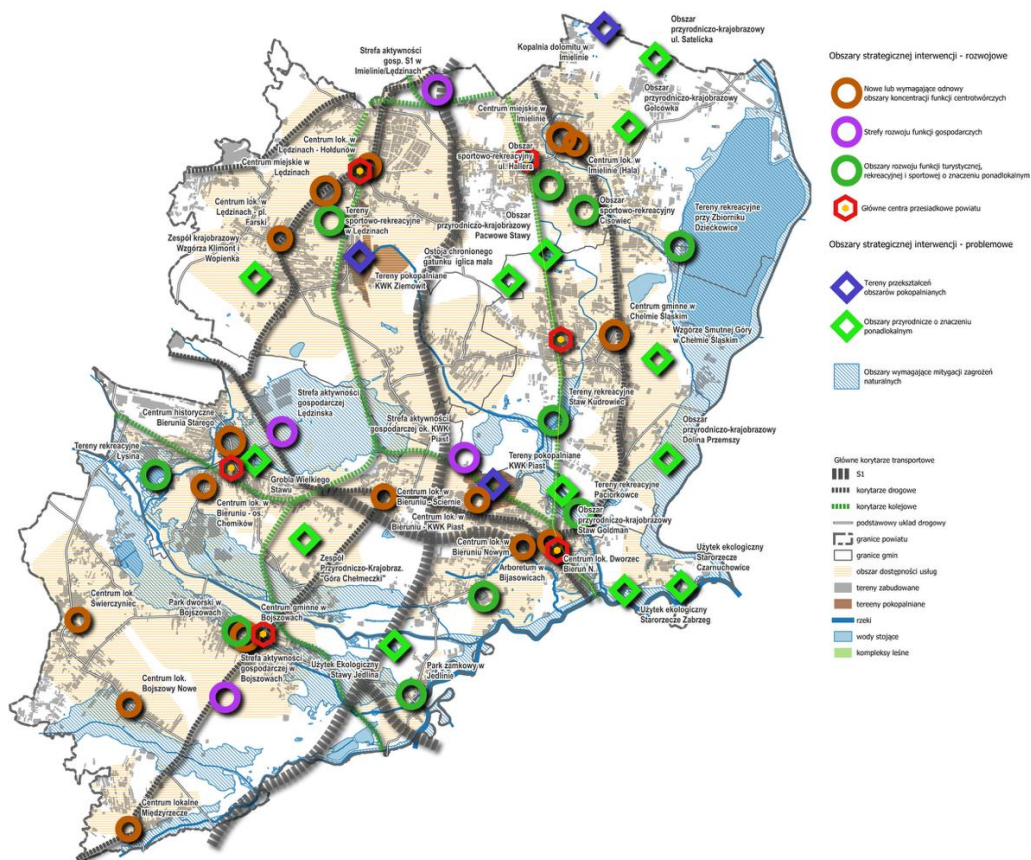 Obszar
przyrodniczo-krajobrazowy
ul. Satelicka
Strefa aktywności
gosp. S1 w
Imielinie/Lędzinach
Kopalnia dolomitu w
Imielinie
Obszar
przyrodniczo-krajobrazowy
Golcówka
Centrum miejskie w
Imielinie
Centrum lok. w
Lędzinach - Hołdunów
Centrum miejskie w
Lędzinach
Obszar
sportowo-rekreacyjny
ul. Hallera
Centrum lok. w
Imielinie (Hala)
Centrum lok. w
Lędzinach - pl.
Farski
Tereny
sportowo-rekreacyjne
w Lędzinach
Obszar
sportowo-rekreacyjny
Cisowiec
Obszar
przyrodniczo-krajobrazowy
Pacwowe Stawy
Tereny rekreacyjne
przy Zbiorniku
Dziećkowice
Zespół krajobrazowy
Wzgórza Klimont i
Wopienka
Ostoja chronionego
gatunku iglica mała
Tereny pokopalniane
KWK Ziemowit
Centrum gminne w
Chełmie Śląskim
Wzgórze Smutnej Góry
w Chełmie Śląskim
Strefa aktywności
gospodarczej
Lędzińska
Tereny rekreacyjne
Staw Kudrowiec
Centrum historyczne
Bierunia Starego
Strefa aktywności
gospodarczej ok. KWK
Piast
Obszar
przyrodniczo-krajobrazowy
Dolina Przemszy
Tereny rekreacyjne
Łysina
Tereny pokopalniane
KWK Piast
Grobla Wielkiego
Stawu
Tereny rekreacyjne
Paciorkowce
Centrum lok. w
Bieruniu - os.
Chomików
Centrum lok. w
Bieruniu - Ściernie
Centrum lok. w
Bieruniu - KWK Piast
Obszar
przyrodniczo-krajobrazowy
Staw Goldman
Centrum lok. w
Bieruniu Nowym
Zespół
Przyrodniczo-Krajobraz.
"Góra Chełmeczki"
Centrum lok. Dworzec
Bieruń N.
Użytek ekologiczny
Starorzecze
Czarnuchowice
Arboretum w
Bijasowicach
Centrum lok.
Świerczyniec
Park dworski w
Bojszowach
Centrum gminne w
Bojszowach
Użytek ekologiczny
Starorzecze Zabrzeg
Strefa aktywności
gospodarczej w
Bojszowach
Użytek Ekologiczny
Stawy Jedlina
Park zamkowy w
Jedlinie
Centrum lok.
Bojszowy Nowe
Centrum lokalne
Międzyrzecze
Obszary strategicznej interwencji - rozwojowe
Nowe lub wymagające odnowy
obszary koncentracji funkcji centrotwórczych
Strefy rozwoju funkcji gospodarczych
Obszary rozwoju funkcji turystycznej,
rekreacyjnej i sportowej o znaczeniu ponadlokalnym
Główne centra przesiadkowe powiatu
Obszary strategicznej interwencji - problemowe
Tereny przekształceń
obszarów pokopalnianych
Obszary przyrodnicze o znaczeniu
ponadlokalnym
Obszary wymagające mitygacji zagrożeń
naturalnych
Główne korytarze transportowe
S1
korytarze drogowe
korytarze kolejowe
podstawowy układ drogowy
granice powiatu
granice gmin
obszar dostępności usług
tereny zabudowane
tereeny pokopalniane
rzeki
wody stojące
kompleksy leśne